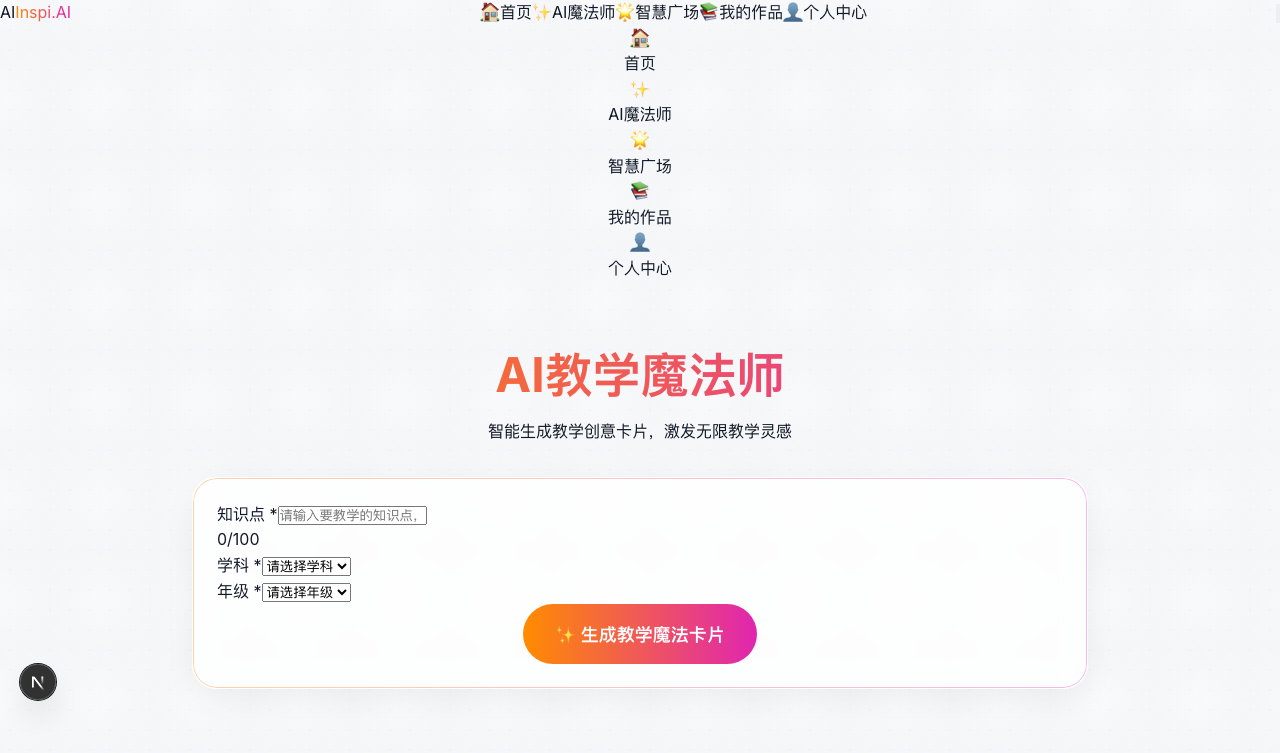 AIInspi.AI
🏠首页✨AI魔法师🌟智慧广场📚我的作品👤个人中心
🏠
首页
✨
AI魔法师
🌟
智慧广场
📚
我的作品
👤
个人中心
AI教学魔法师
智能生成教学创意卡片，激发无限教学灵感
知识点 *请输入要教学的知识点，
0/100
学科 *请选择学科
年级 *请选择年级
✨ 生成教学魔法卡片
N